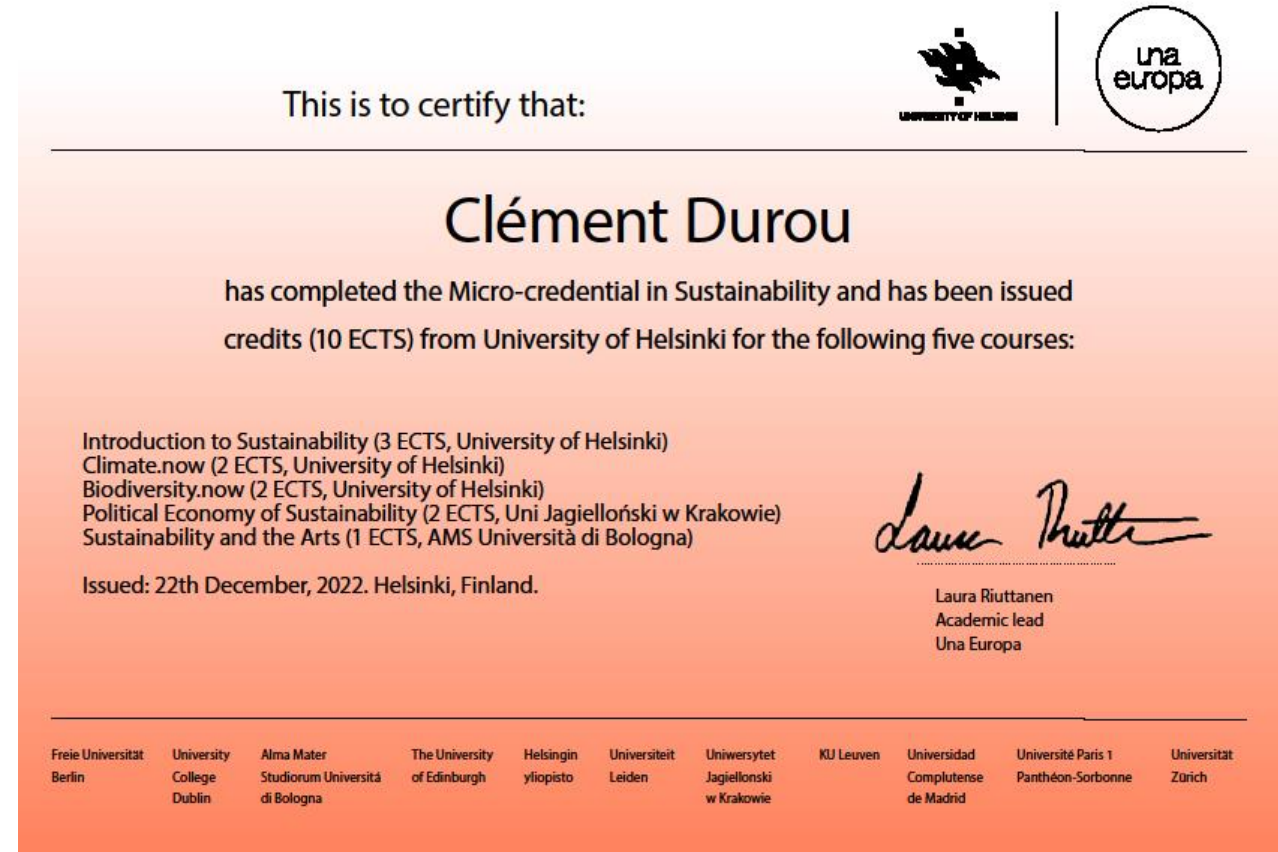 UNIVERSITY OF HELSINKI
una
europa
This is to certify that:
Clément Durou
has completed the Micro-credential in Sustainability and has been issued
credits (10 ECTS) from University of Helsinki for the following five courses:
Introduction to Sustainability (3 ECTS, University of Helsinki)
Climate.now (2 ECTS, University of Helsinki)
Biodiversity.now (2 ECTS, University of Helsinki)
Political Economy of Sustainability (2 ECTS, Uni Jagielloński w Krakowie)
Sustainability and the Arts (1 ECTS, AMS Università di Bologna)
Issued: 22th December, 2022. Helsinki, Finland.
Laura Riuttanen
Academic lead
Una Europa
Freie Universität
Berlin
University
College
Dublin
Alma Mater
Studiorum Universitá
di Bologna
The University
of Edinburgh
Helsingin
yliopisto
Universiteit
Leiden
Uniwersytet
Jagiellonski
w Krakowie
KU Leuven
Universidad
Complutense
de Madrid
Université Paris 1
Panthéon-Sorbonne
Universität
Zürich